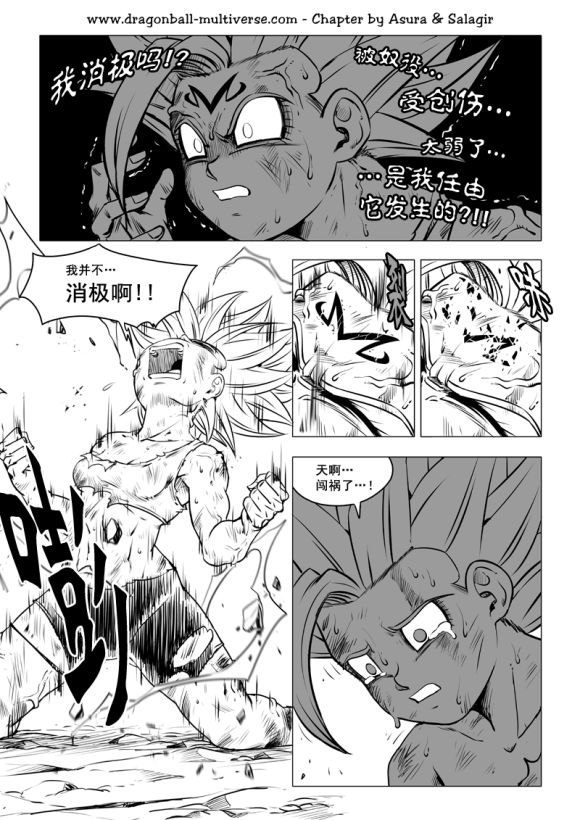 www.dragonball-multiverse.com - Chapter by Asura & Salagir
我消极吗!?
被奴役…
受创伤…
太弱了…
…是我任由
它发生的?!!
我并不…
消极啊!!
裂
天啊…
闯祸了…!